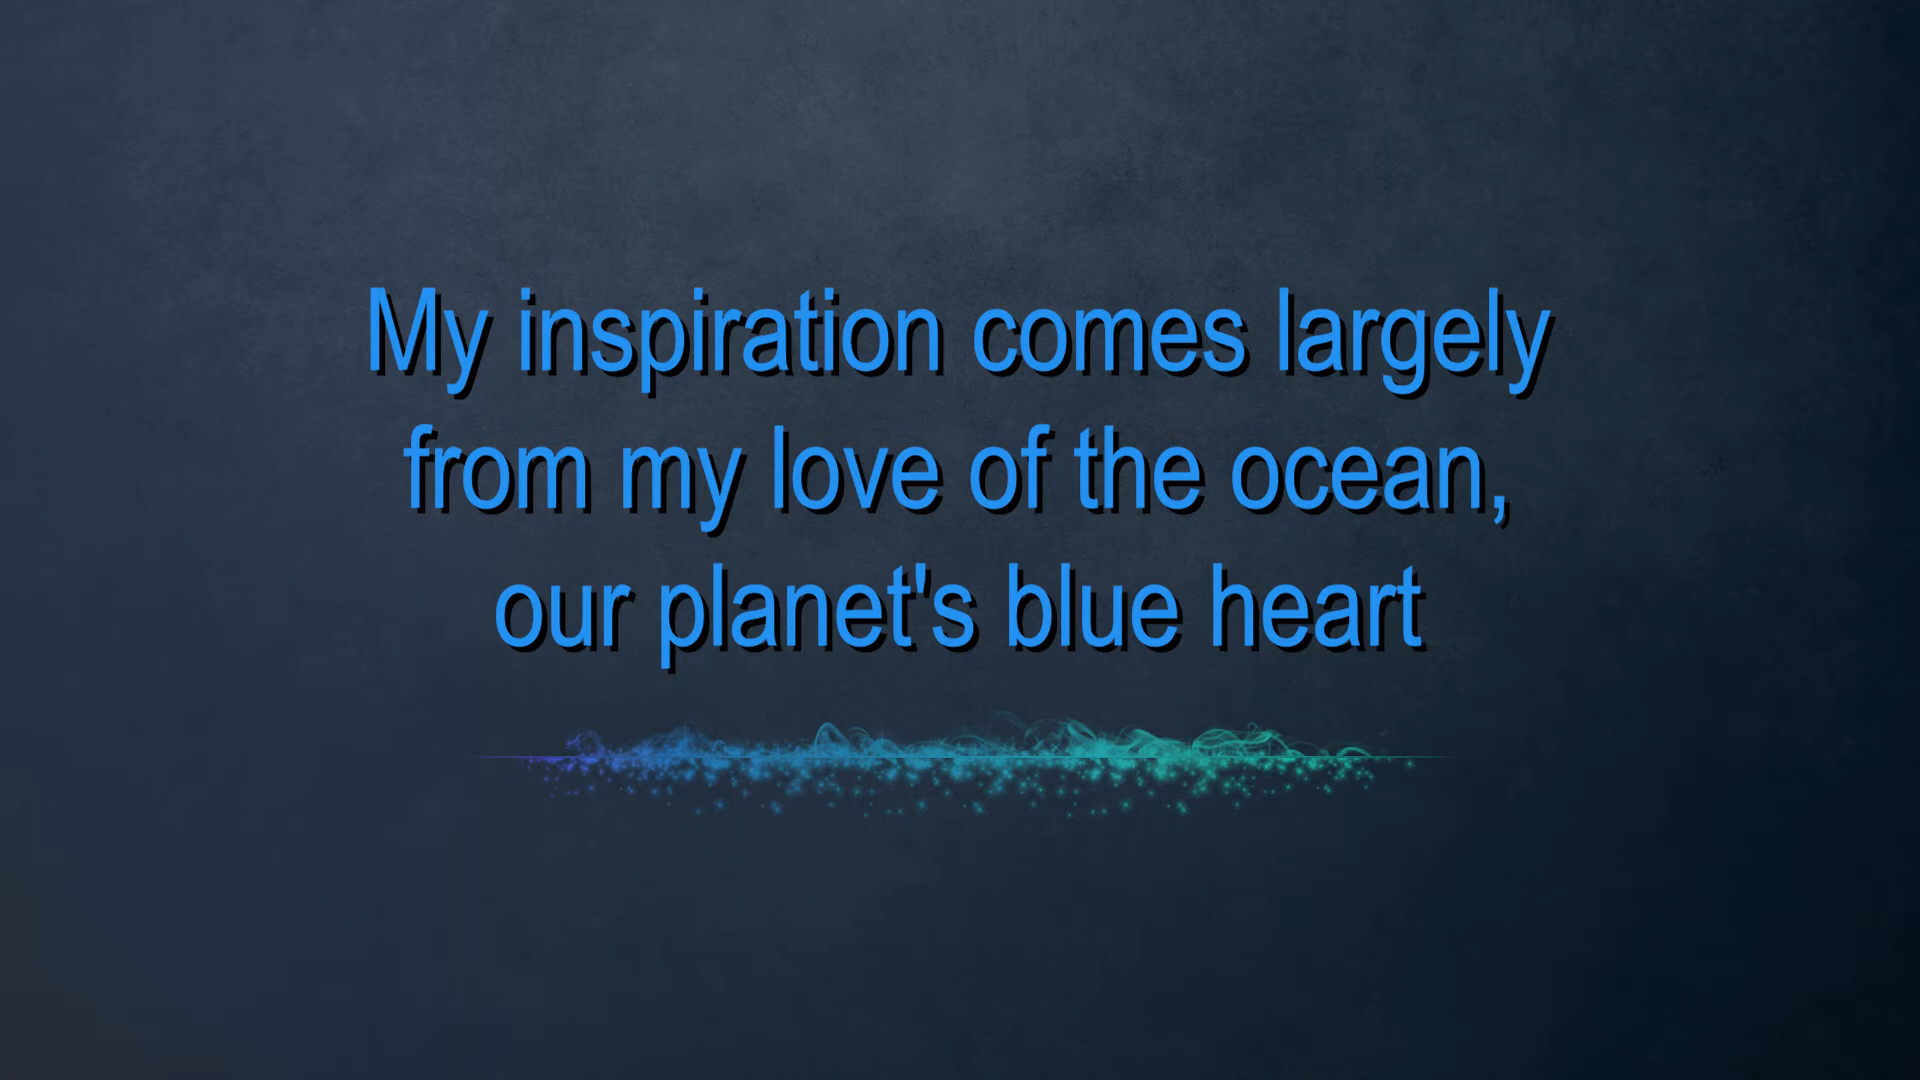 My inspiration comes largely
from my love of the ocean,
our planet's blue heart